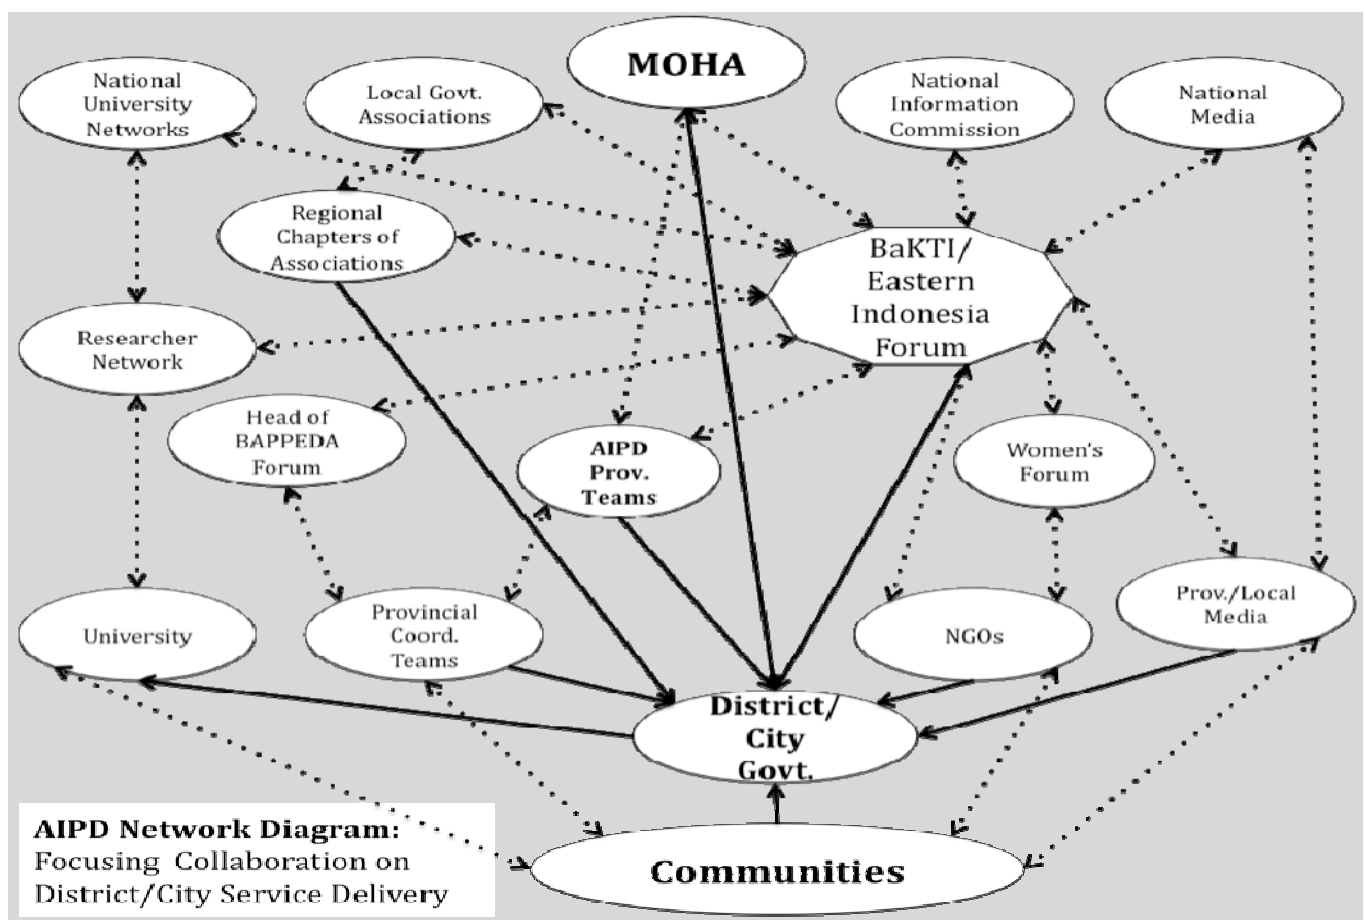 MOHA
National
University
Networks
Local Govt.
Associations
National
Information
Commission
National
Media
Regional
Chapters of
Associations
BaKTI/
Eastern
Indonesia
Forum
Researcher
Network
Head of
BAPPEDA
Forum
AIPD
Prov.
Teams
Women's
Forum
University
Provincial
Coord.
Teams
NGOs
Prov./Local
Media
District/
City
Govt.
AIPD Network Diagram:
Focusing Collaboration on
District/City Service Delivery
Communities